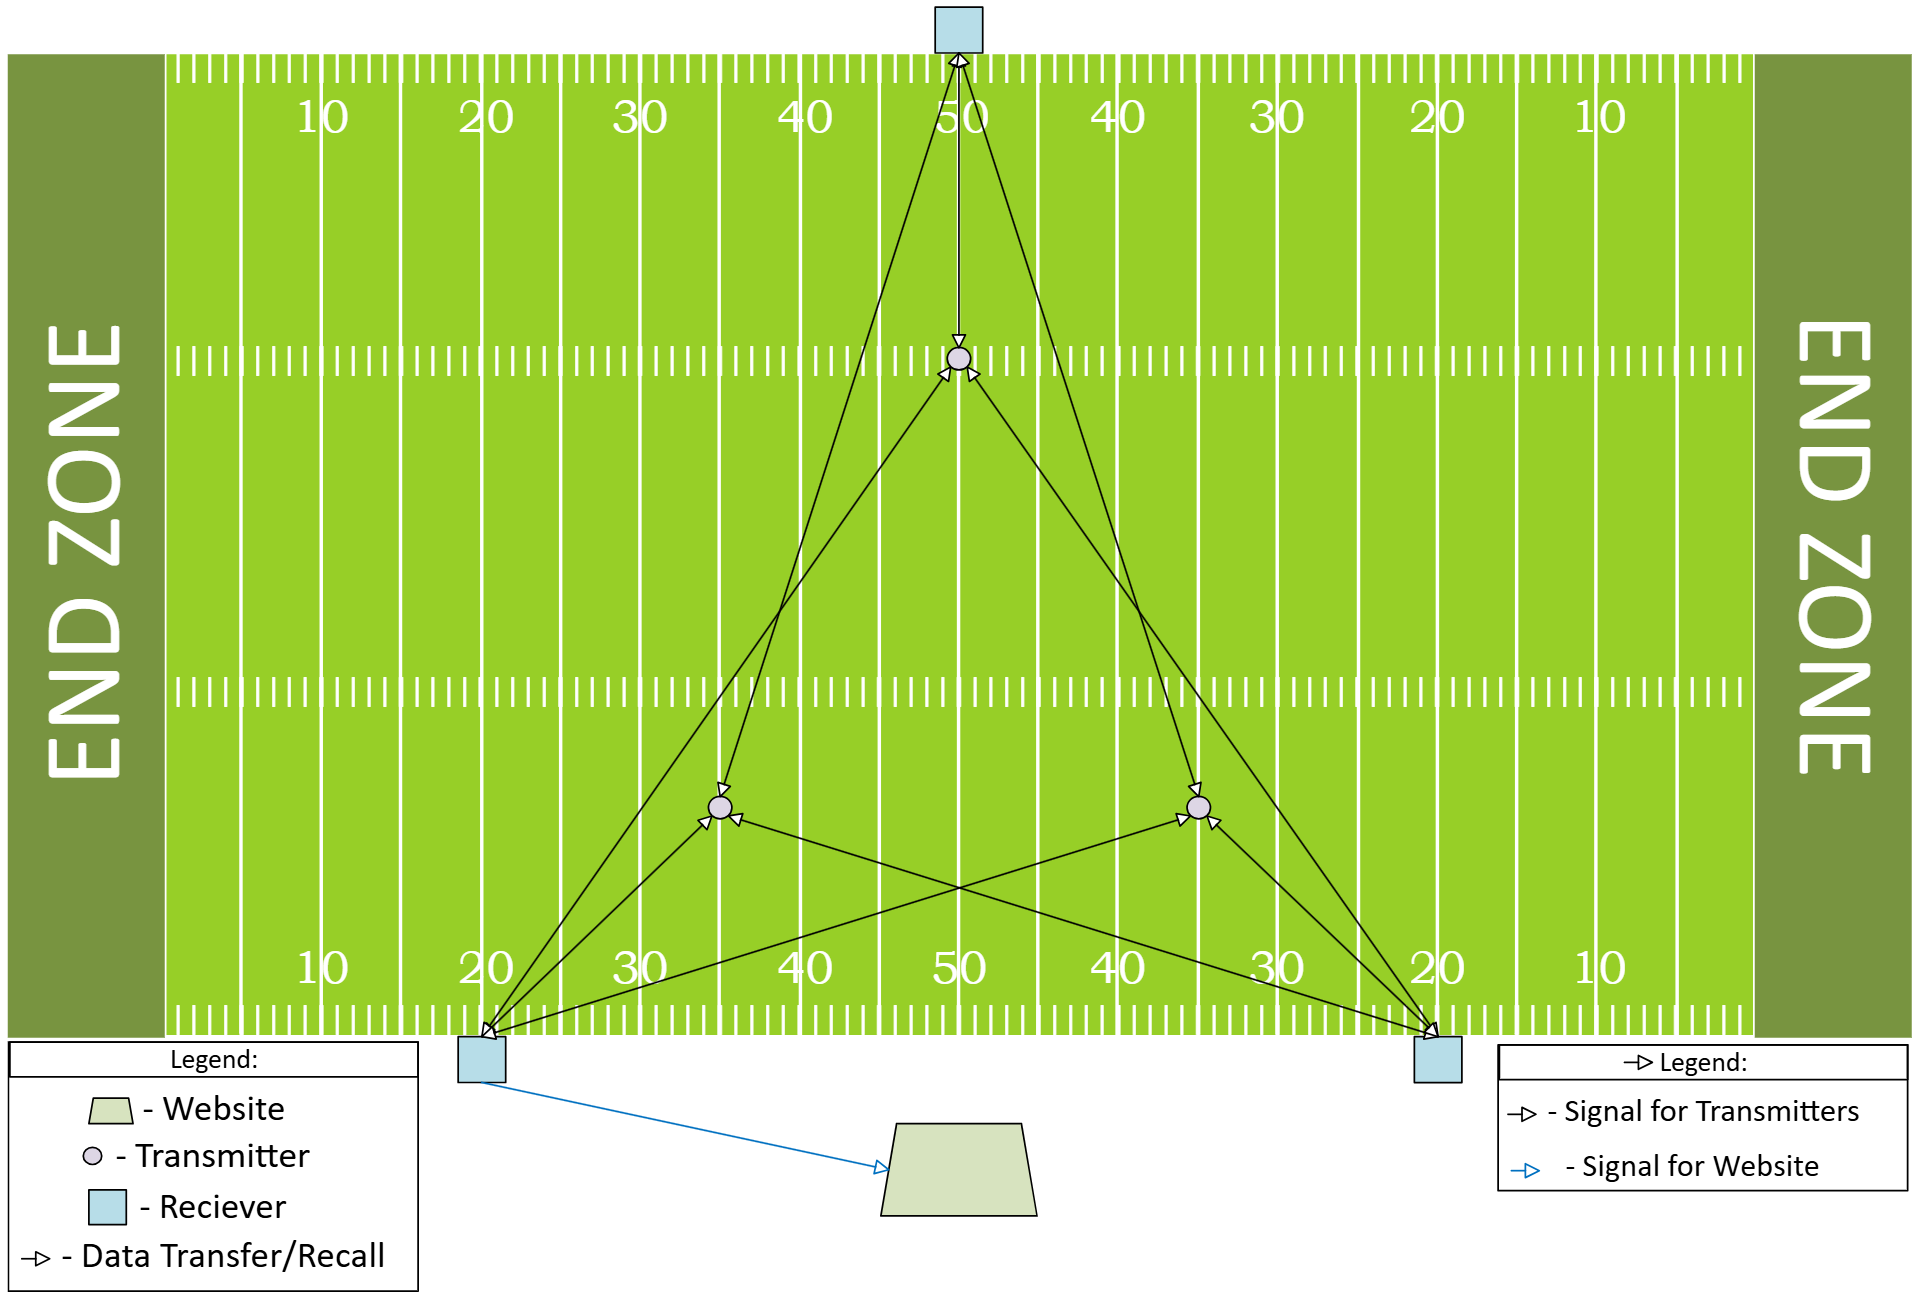 10 20 30 40 50 40 30 20 10
END ZONE
END ZONE
10 20 30 40 50 40 30 20 10
Legend:
- Website
- Transmitter
- Reciever
- Data Transfer/Recall
Legend:
- Signal for Transmitters
- Signal for Website